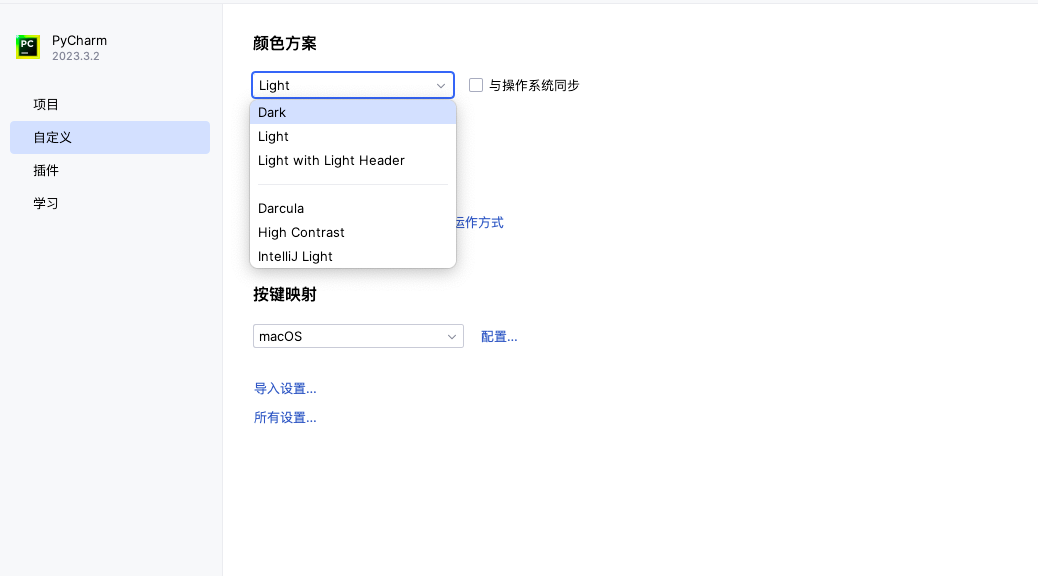 PC
PyCharm
2023.3.2
项目
自定义
插件
学习
颜色方案
Light
与操作系统同步
Dark
Light
Light with Light Header
Darcula
High Contrast
IntelliJ Light
运作方式
按键映射
macOS
配置...
导入设置...
所有设置...